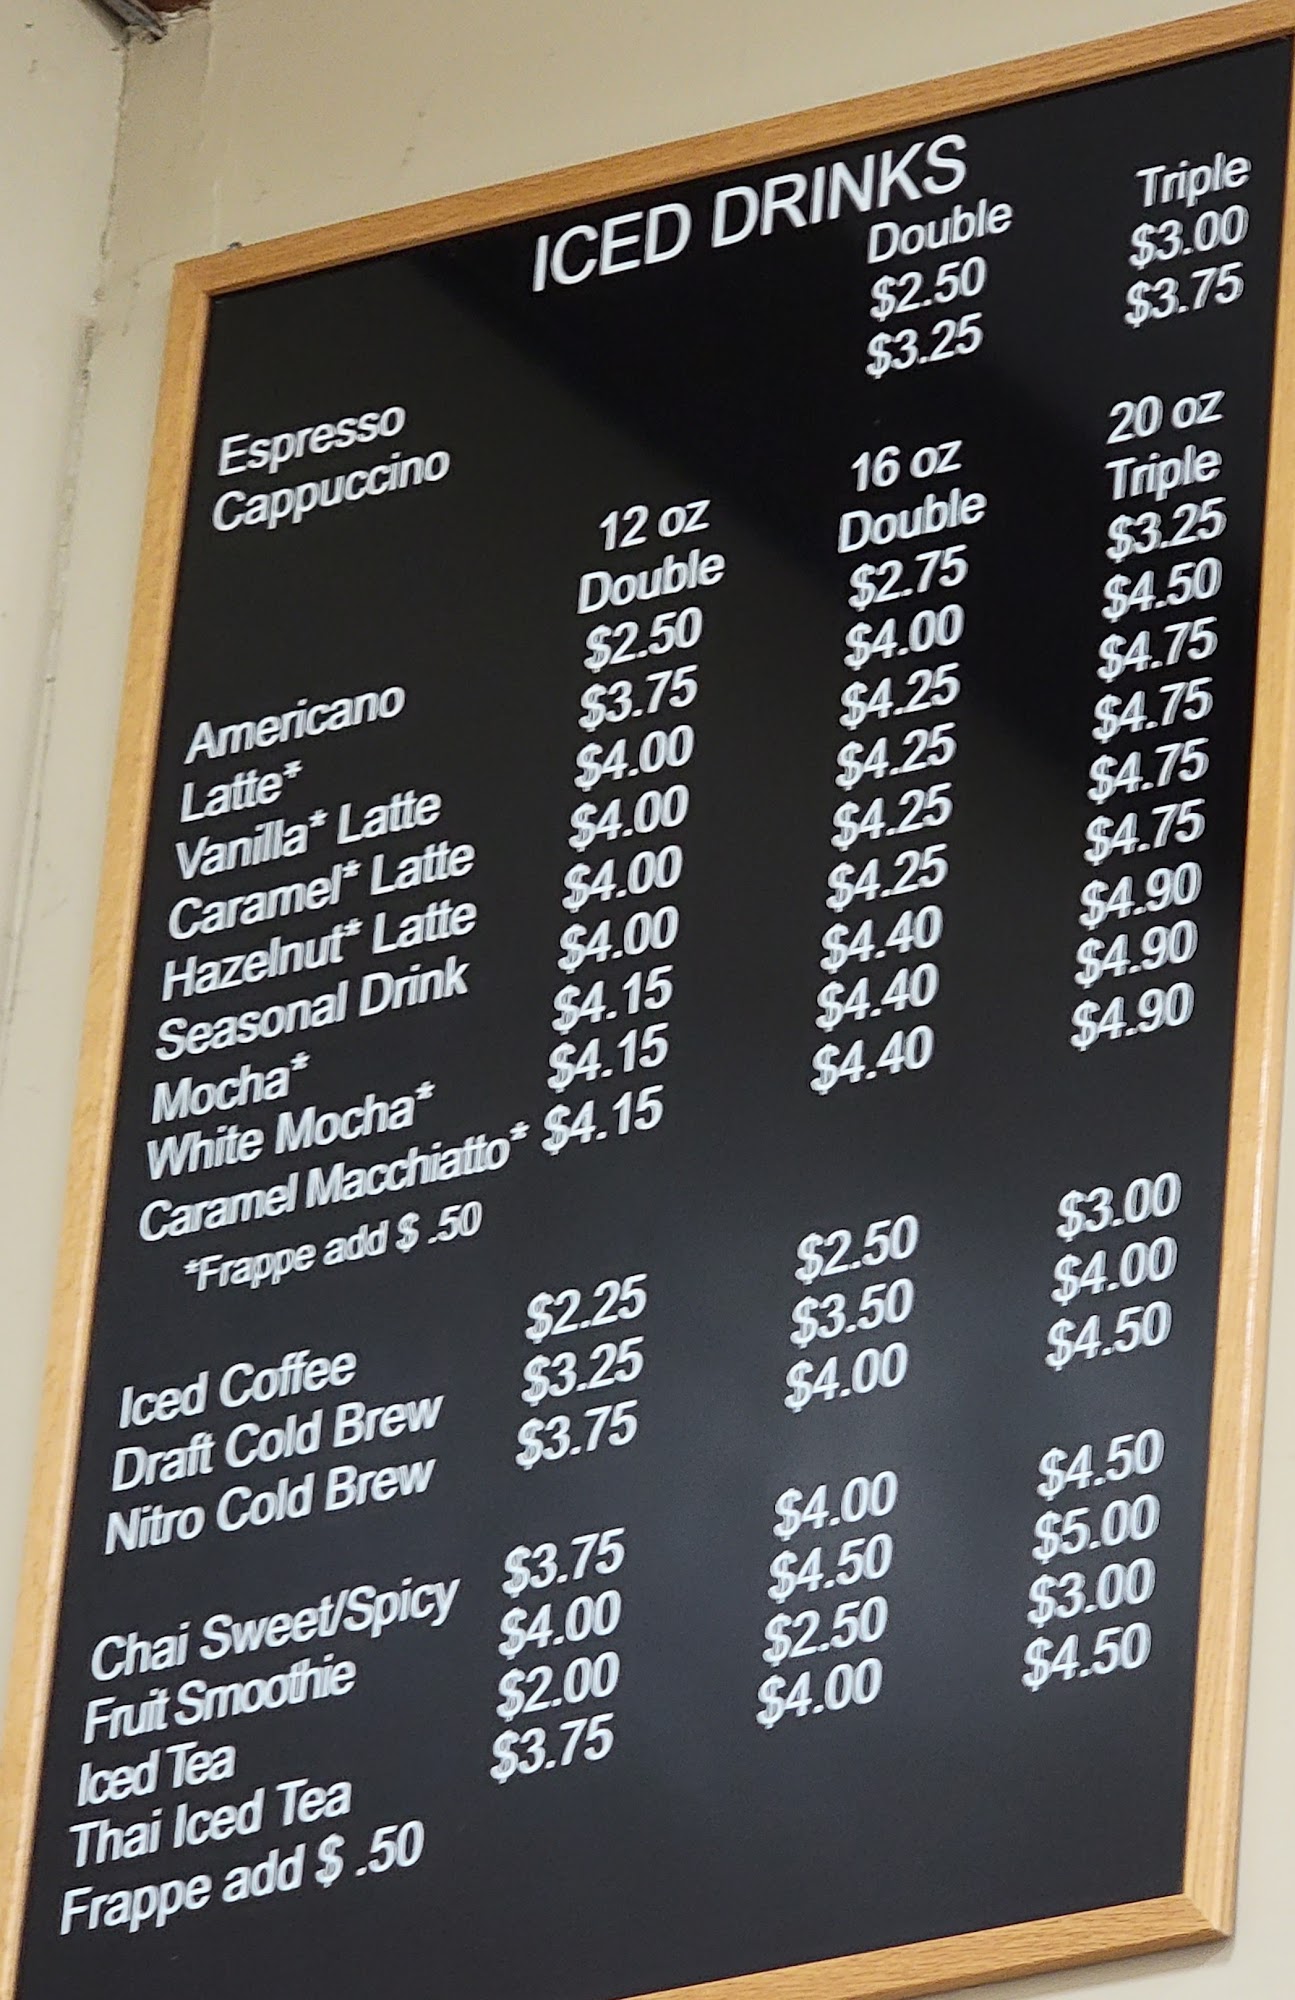 ICED DRINKS
Double Triple
Espresso $2.50 $3.00
Cappuccino $3.25 $3.75
12 oz 16 oz 20 oz
Double Double Triple
Americano $2.50 $2.75 $3.25
Latte* $3.75 $4.00 $4.50
Vanilla* Latte $4.00 $4.25 $4.75
Caramel* Latte $4.00 $4.25 $4.75
Hazelnut* Latte $4.00 $4.25 $4.75
Seasonal Drink $4.00 $4.25 $4.75
Mocha* $4.15 $4.40 $4.90
White Mocha* $4.15 $4.40 $4.90
Caramel Macchiatto* $4.15 $4.40 $4.90
*Frappe add $ .50
Iced Coffee $2.25 $2.50 $3.00
Draft Cold Brew $3.25 $3.50 $4.00
Nitro Cold Brew $3.75 $4.00 $4.50
Chai Sweet/Spicy $3.75 $4.00 $4.50
Fruit Smoothie $4.00 $4.50 $5.00
Iced Tea $2.00 $2.50 $3.00
Thai Iced Tea $3.75 $4.00 $4.50
Frappe add $ .50